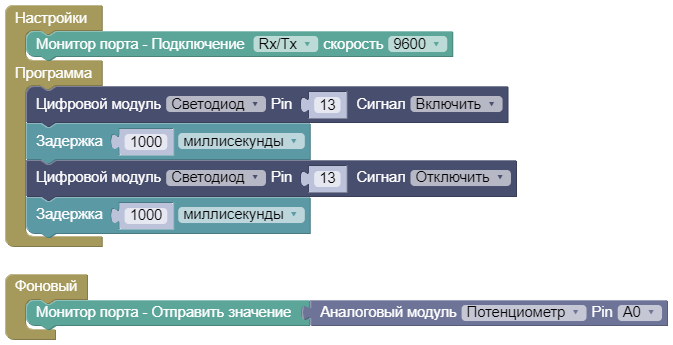 Настройки
Монитор порта - Подключение Rx/Tx скорость 9600
Программа
Цифровой модуль Светодиод Pin 13 Сигнал Включить
Задержка 1000 миллисекунды
Цифровой модуль Светодиод Pin 13 Сигнал Отключить
Задержка 1000 миллисекунды
Фоновый
Монитор порта - Отправить значение Аналоговый модуль Потенциометр Pin A0